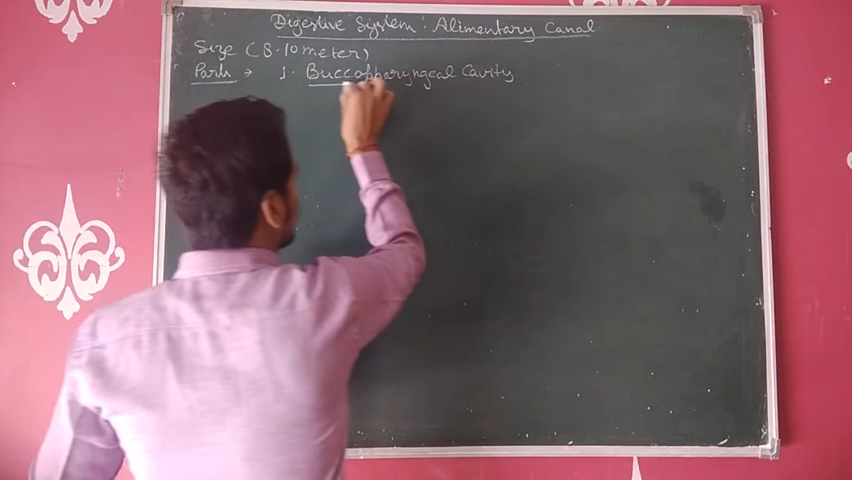 Digestive System : Alimentary Canal
Size (8-10 meter)
Parts → 1. Buccopharyngeal Cavity